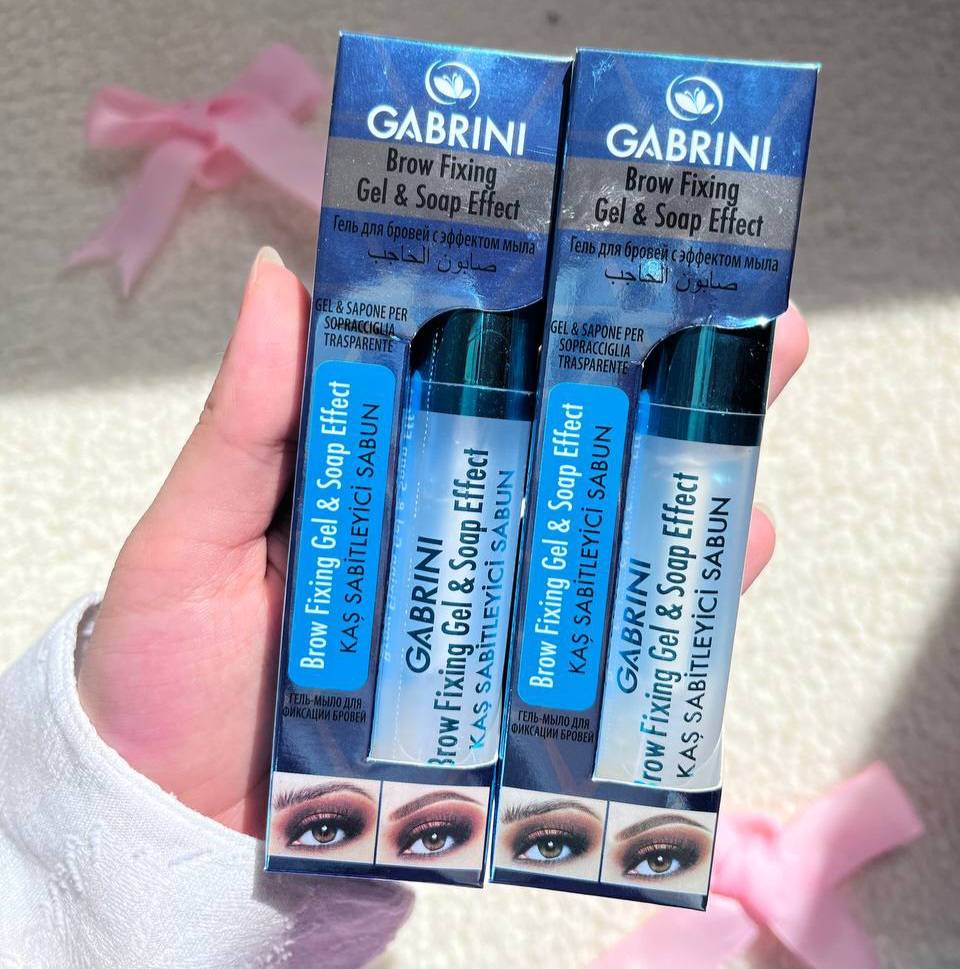 GABRINI
Brow Fixing
Gel & Soap Effect
Гель для бровей с эффектом мыла
صابون الحاجب
GEL & SAPONE PER
SOPRACCIGLIA
TRASPARENTE
Brow Fixing Gel & Soap Effect
KAŞ SABİTLEYİCİ SABUN
GABRINI
Brow Fixing Gel & Soap Effect
KAŞ SABİTLEYİCİ SABUN
ГЕЛЬ-МЫЛО ДЛЯ
ФИКСАЦИИ БРОВЕЙ
GABRINI
Brow Fixing
Gel & Soap Effect
Гель для бровей с эффектом мыла
صابون الحاجب
GEL & SAPONE PER
SOPRACCIGLIA
TRASPARENTE
Brow Fixing Gel & Soap Effect
KAŞ SABİTLEYİCİ SABUN
GABRINI
Brow Fixing Gel & Soap Effect
KAŞ SABİTLEYİCİ SABUN
ГЕЛЬ-МЫЛО ДЛЯ
ФИКСАЦИИ БРОВЕЙ